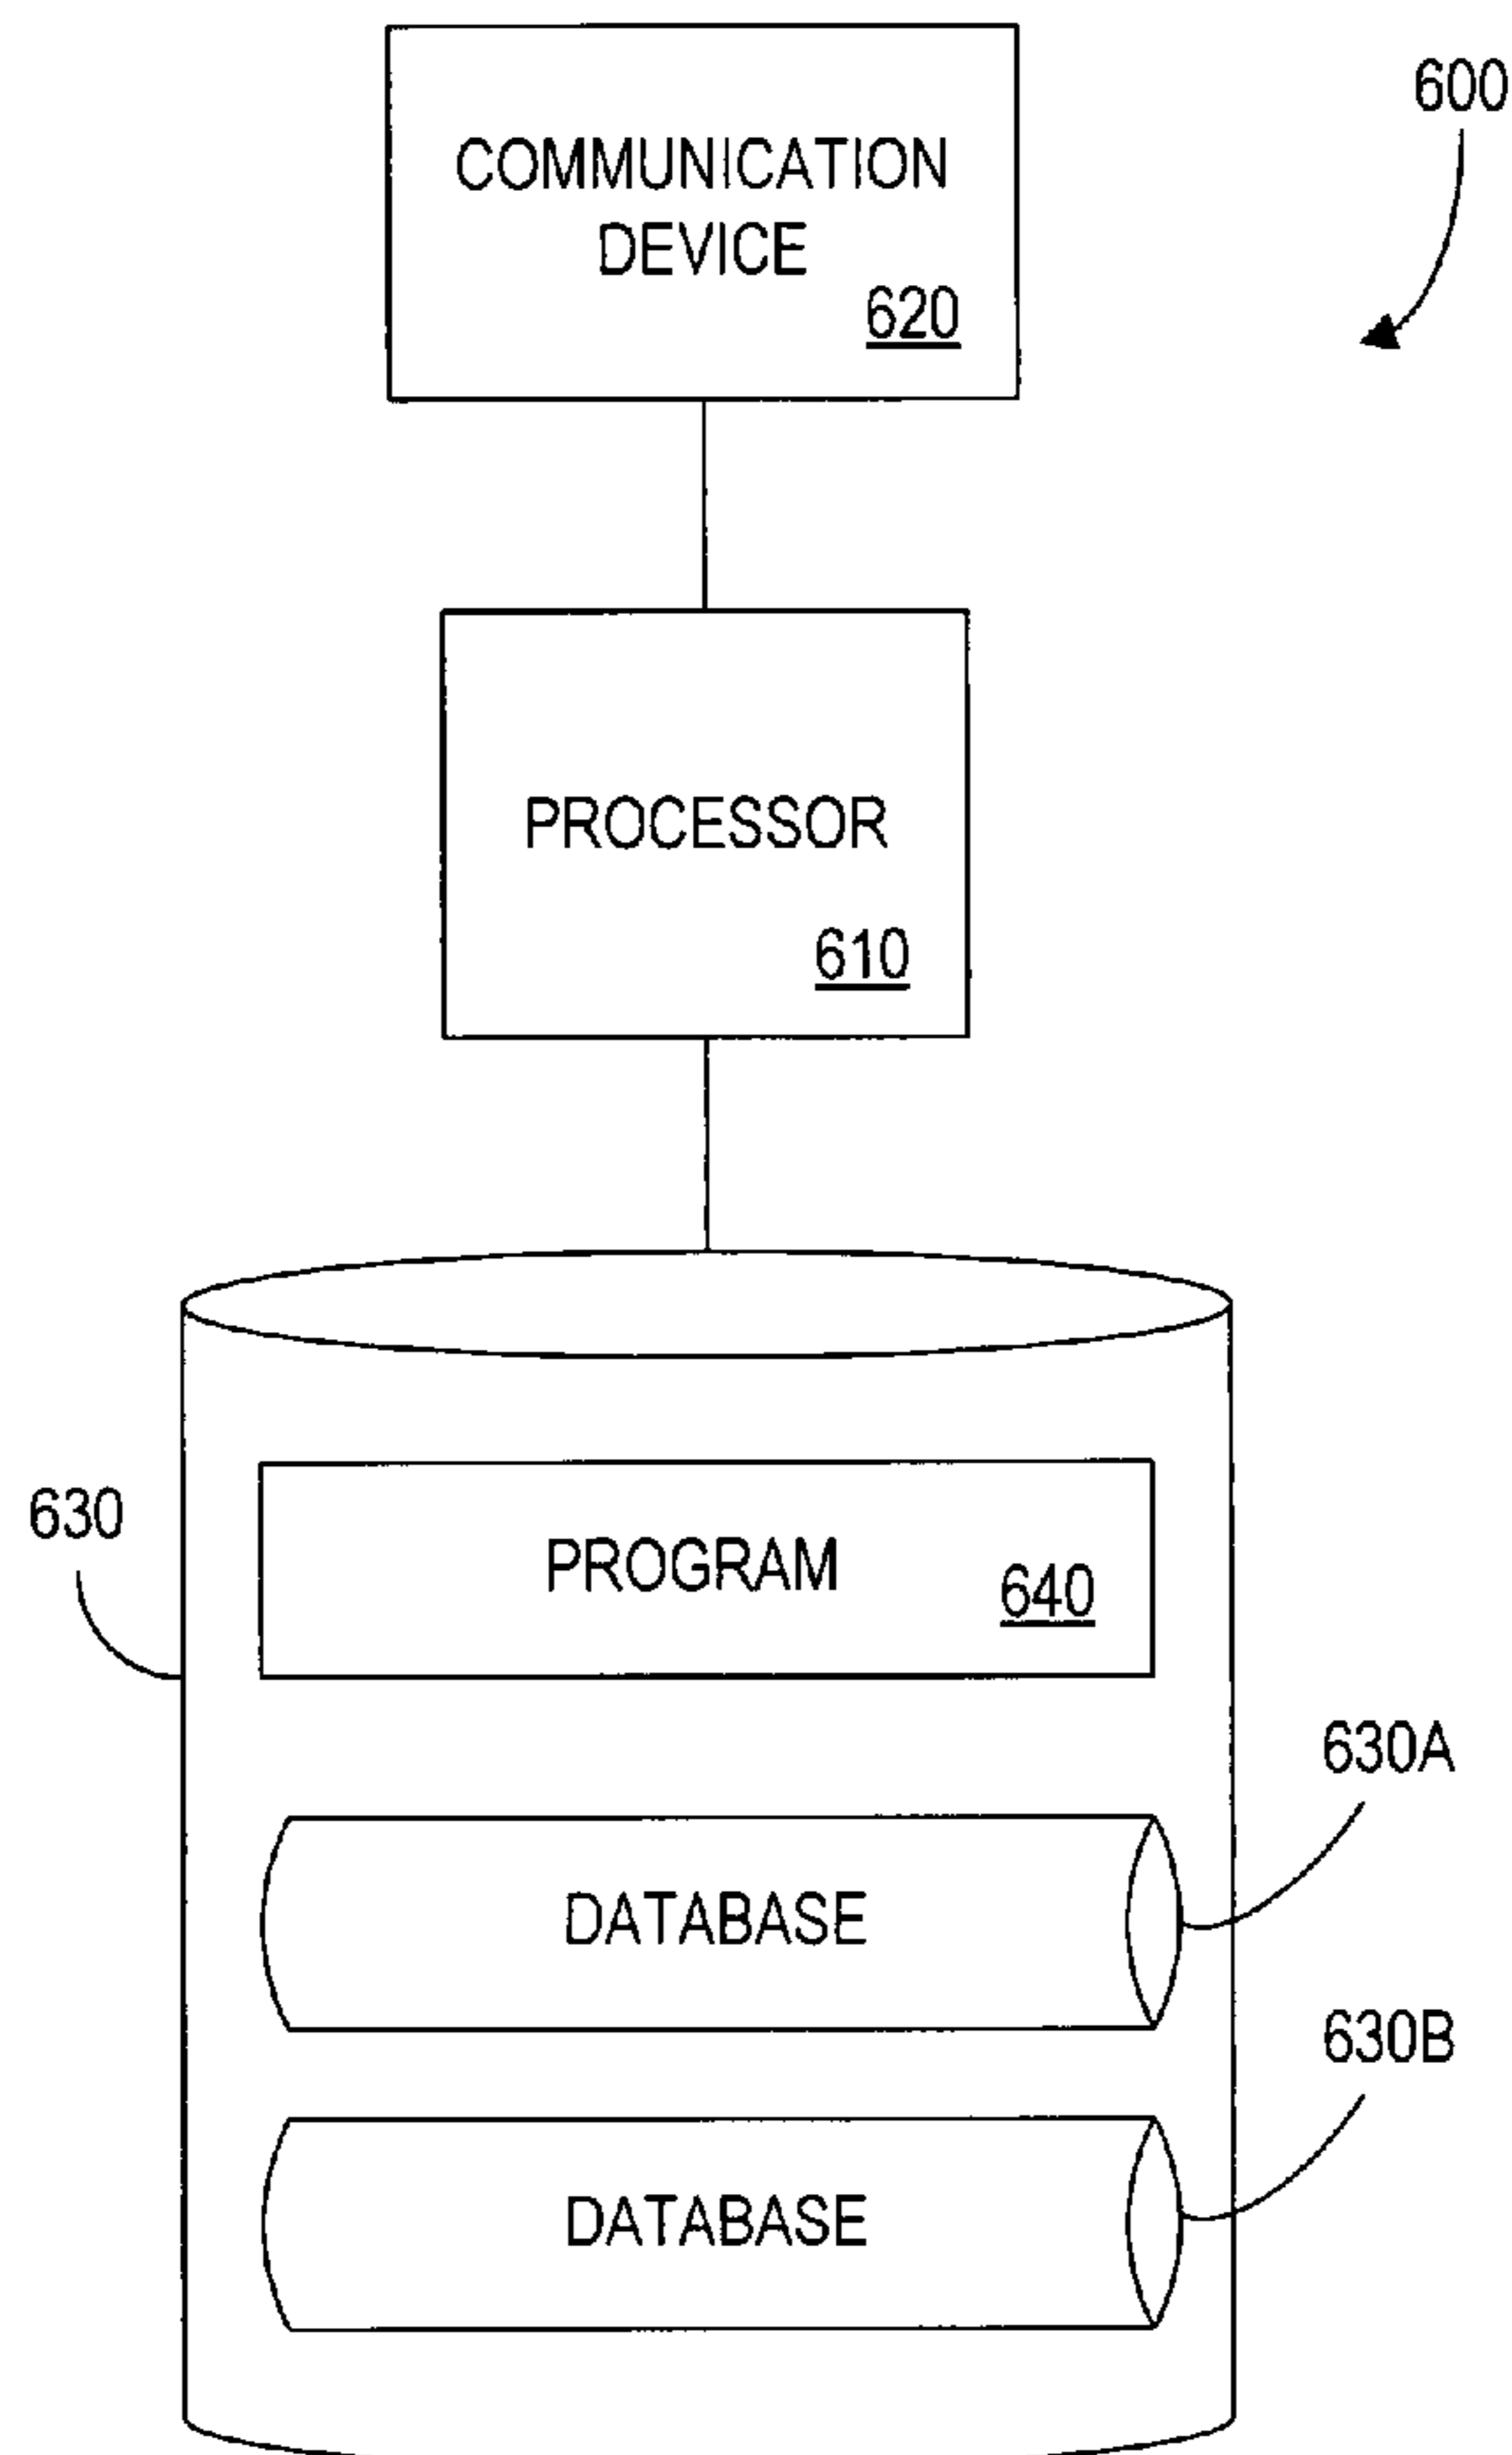 600
COMMUNICATION
DEVICE
620
PROCESSOR
610
630
PROGRAM
640
630A
DATABASE
630B
DATABASE